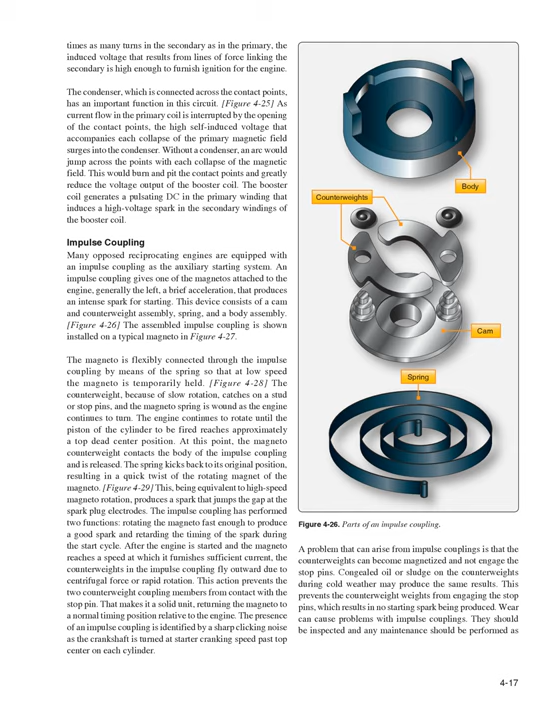 times as many turns in the secondary as in the primary, the
induced voltage that results from lines of force linking the
secondary is high enough to furnish ignition for the engine.
The condenser, which is connected across the contact points,
has an important function in this circuit. [Figure 4-25] As
current flow in the primary coil is interrupted by the opening
of the contact points, the high self-induced voltage that
accompanies each collapse of the primary magnetic field
surges into the condenser. Without a condenser, an arc would
jump across the points with each collapse of the magnetic
field. This would burn and pit the contact points and greatly
reduce the voltage output of the booster coil. The booster
coil generates a pulsating DC in the primary winding that
induces a high-voltage spark in the secondary windings of
the booster coil.
Impulse Coupling
Many opposed reciprocating engines are equipped with
an impulse coupling as the auxiliary starting system. An
impulse coupling gives one of the magnetos attached to the
engine, generally the left, a brief acceleration, that produces
an intense spark for starting. This device consists of a cam
and counterweight assembly, spring, and a body assembly.
[Figure 4-26] The assembled impulse coupling is shown
installed on a typical magneto in Figure 4-27.
The magneto is flexibly connected through the impulse
coupling by means of the spring so that at low speed
the magneto is temporarily held. [Figure 4-28] The
counterweight, because of slow rotation, catches on a stud
or stop pins, and the magneto spring is wound as the engine
continues to turn. The engine continues to rotate until the
piston of the cylinder to be fired reaches approximately
a top dead center position. At this point, the magneto
counterweight contacts the body of the impulse coupling
and is released. The spring kicks back to its original position,
resulting in a quick twist of the rotating magnet of the
magneto. [Figure 4-29] This, being equivalent to high-speed
magneto rotation, produces a spark that jumps the gap at the
spark plug electrodes. The impulse coupling has performed
two functions: rotating the magneto fast enough to produce
a good spark and retarding the timing of the spark during
the start cycle. After the engine is started and the magneto
reaches a speed at which it furnishes sufficient current, the
counterweights in the impulse coupling fly outward due to
centrifugal force or rapid rotation. This action prevents the
two counterweight coupling members from contact with the
stop pin. That makes it a solid unit, returning the magneto to
a normal timing position relative to the engine. The presence
of an impulse coupling is identified by a sharp clicking noise
as the crankshaft is turned at starter cranking speed past top
center on each cylinder.
Body
Counterweights
Cam
Spring
Figure 4-26. Parts of an impulse coupling.
A problem that can arise from impulse couplings is that the
counterweights can become magnetized and not engage the
stop pins. Congealed oil or sludge on the counterweights
during cold weather may produce the same results. This
prevents the counterweight weights from engaging the stop
pins, which results in no starting spark being produced. Wear
can cause problems with impulse couplings. They should
be inspected and any maintenance should be performed as
4-17